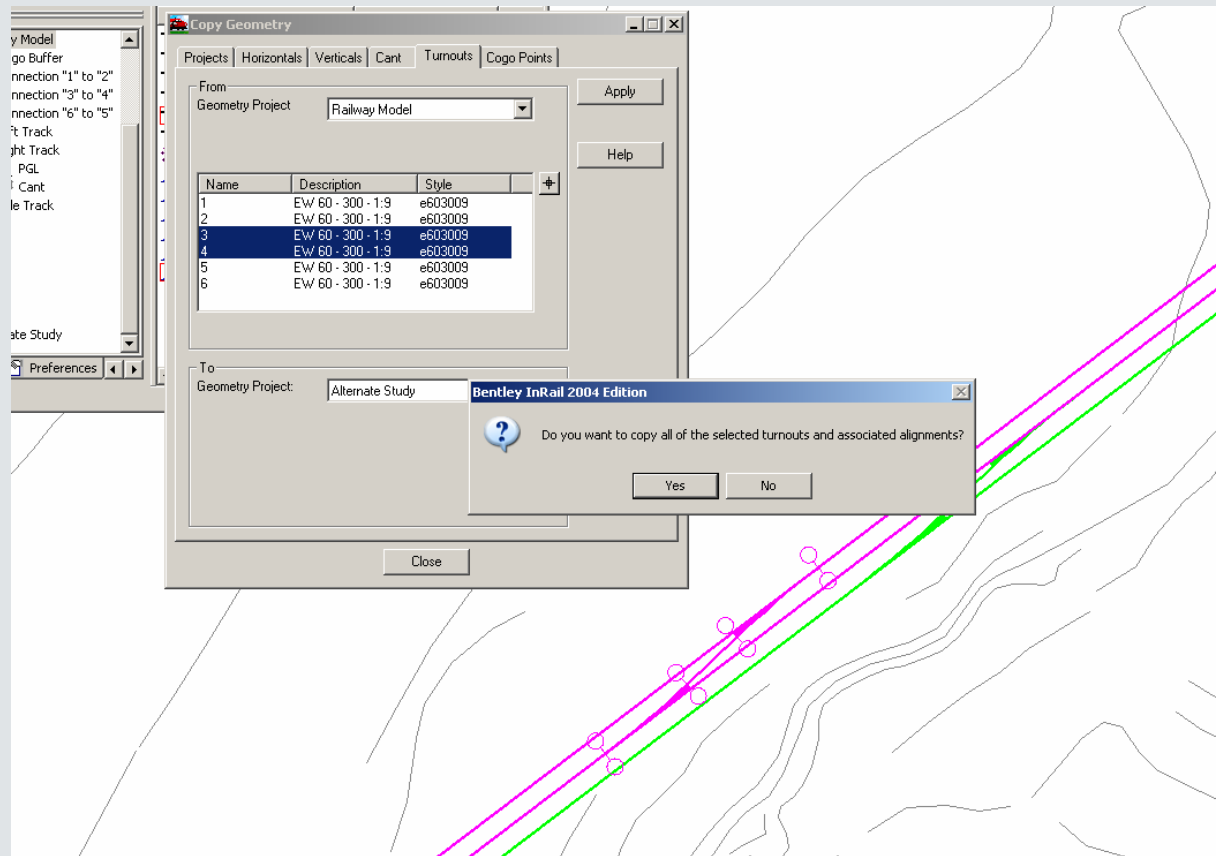 Copy Geometry
y Model
go Buffer
nnection "1" to "2"
nnection "3" to "4"
nnection "6" to "5"
ft Track
ght Track
PGL
Cant
le Track
ate Study
Preferences
Projects Horizontals Verticals Cant Turnouts Cogo Points
From
Geometry Project Railway Model
Apply
Help
Name Description Style
1 EW 60 - 300 - 1:9 e603009
2 EW 60 - 300 - 1:9 e603009
3 EW 60 - 300 - 1:9 e603009
4 EW 60 - 300 - 1:9 e603009
5 EW 60 - 300 - 1:9 e603009
6 EW 60 - 300 - 1:9 e603009
To
Geometry Project: Alternate Study
Close
Bentley InRail 2004 Edition
Do you want to copy all of the selected turnouts and associated alignments?
Yes No